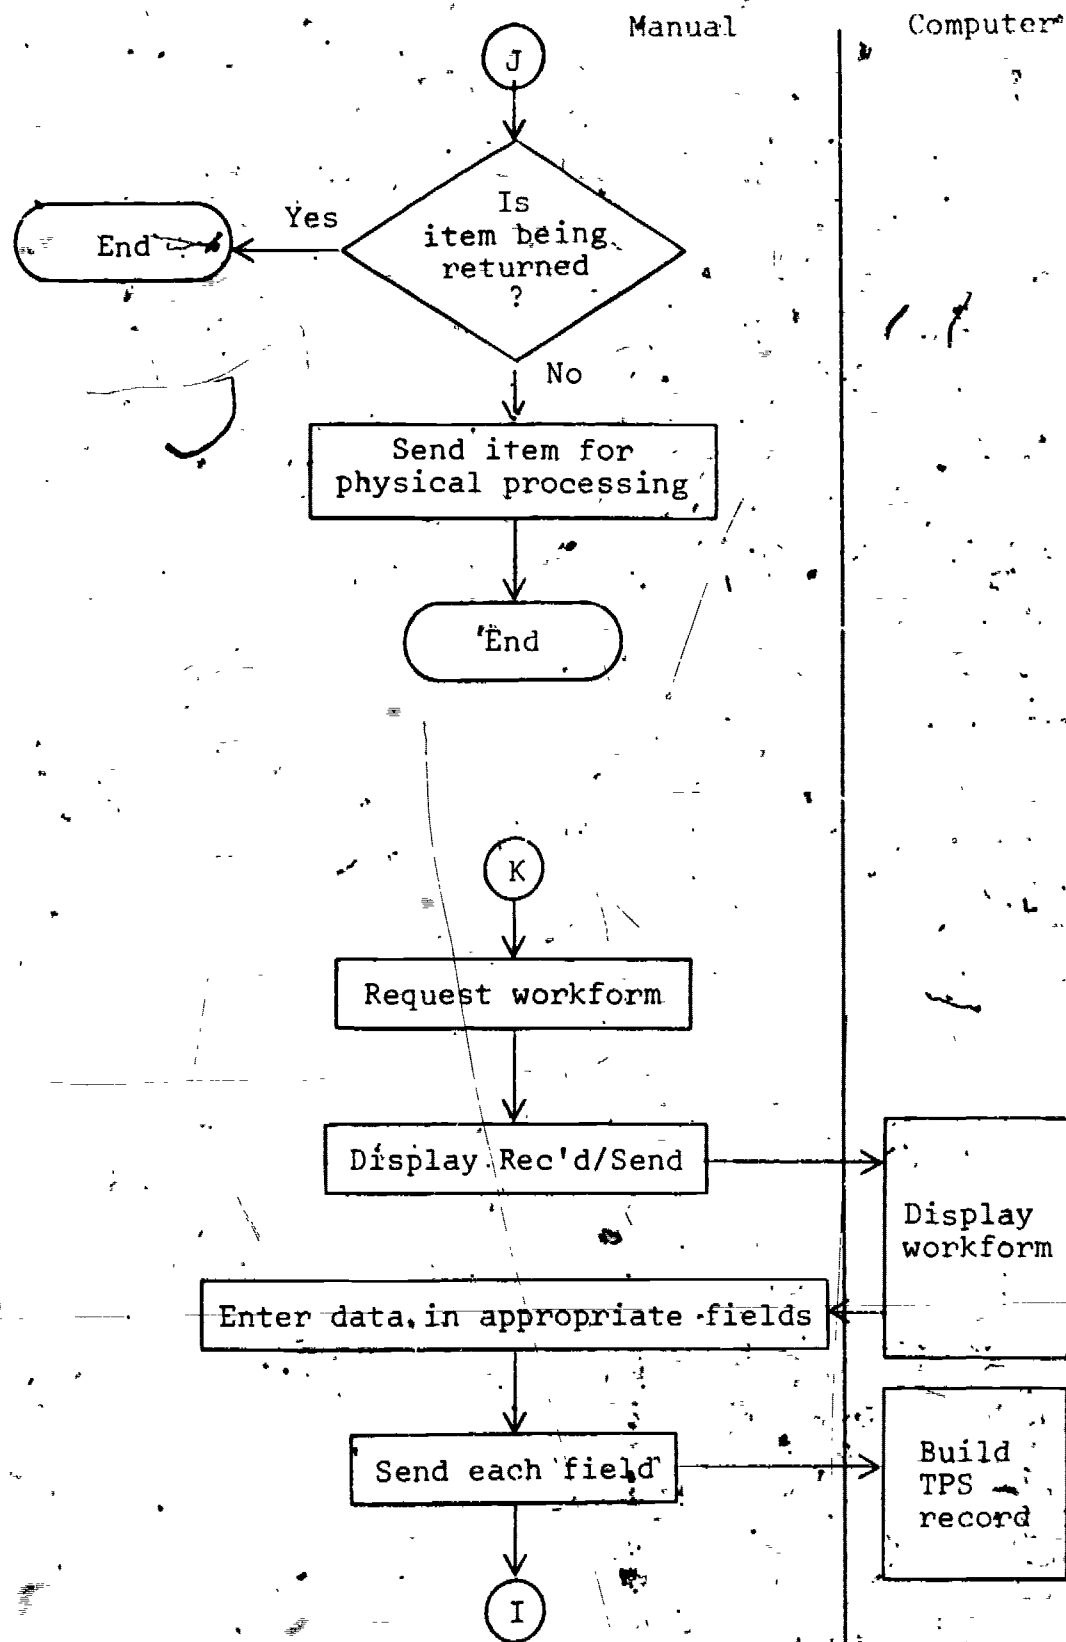 Manual
Computer
J
Is
item being
returned
?
Yes
End
No
Send item for
physical processing
End
K
Request workform
Display Rec'd/Send
Display
workform
Enter data in appropriate fields
Send each field
Build
TPS
record
I